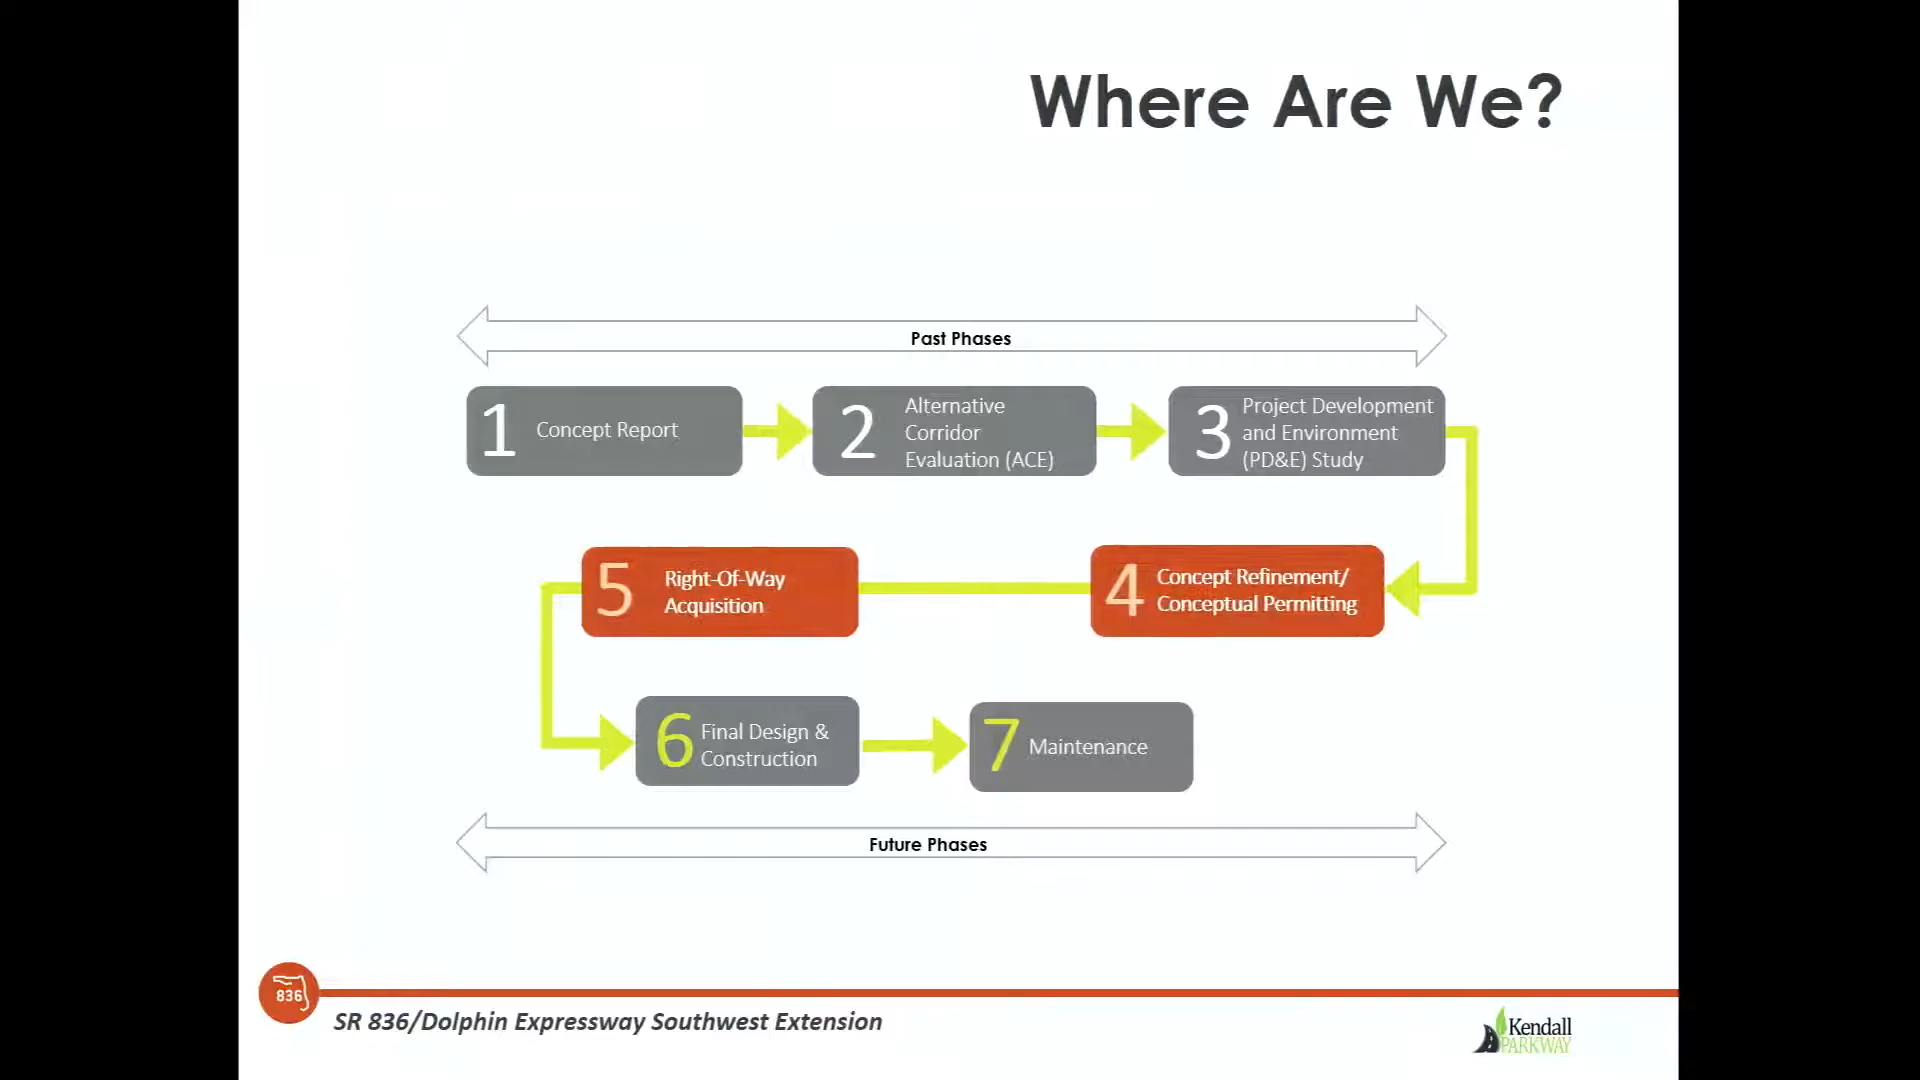 Where Are We?
Past Phases
1 Concept Report
2 Alternative
Corridor
Evaluation (ACE)
3 Project Development
and Environment
(PD&E) Study
4 Concept Refinement/
Conceptual Permitting
5 Right-Of-Way
Acquisition
6 Final Design &
Construction
7 Maintenance
Future Phases
836
SR 836/Dolphin Expressway Southwest Extension
Kendall
PARKWAY